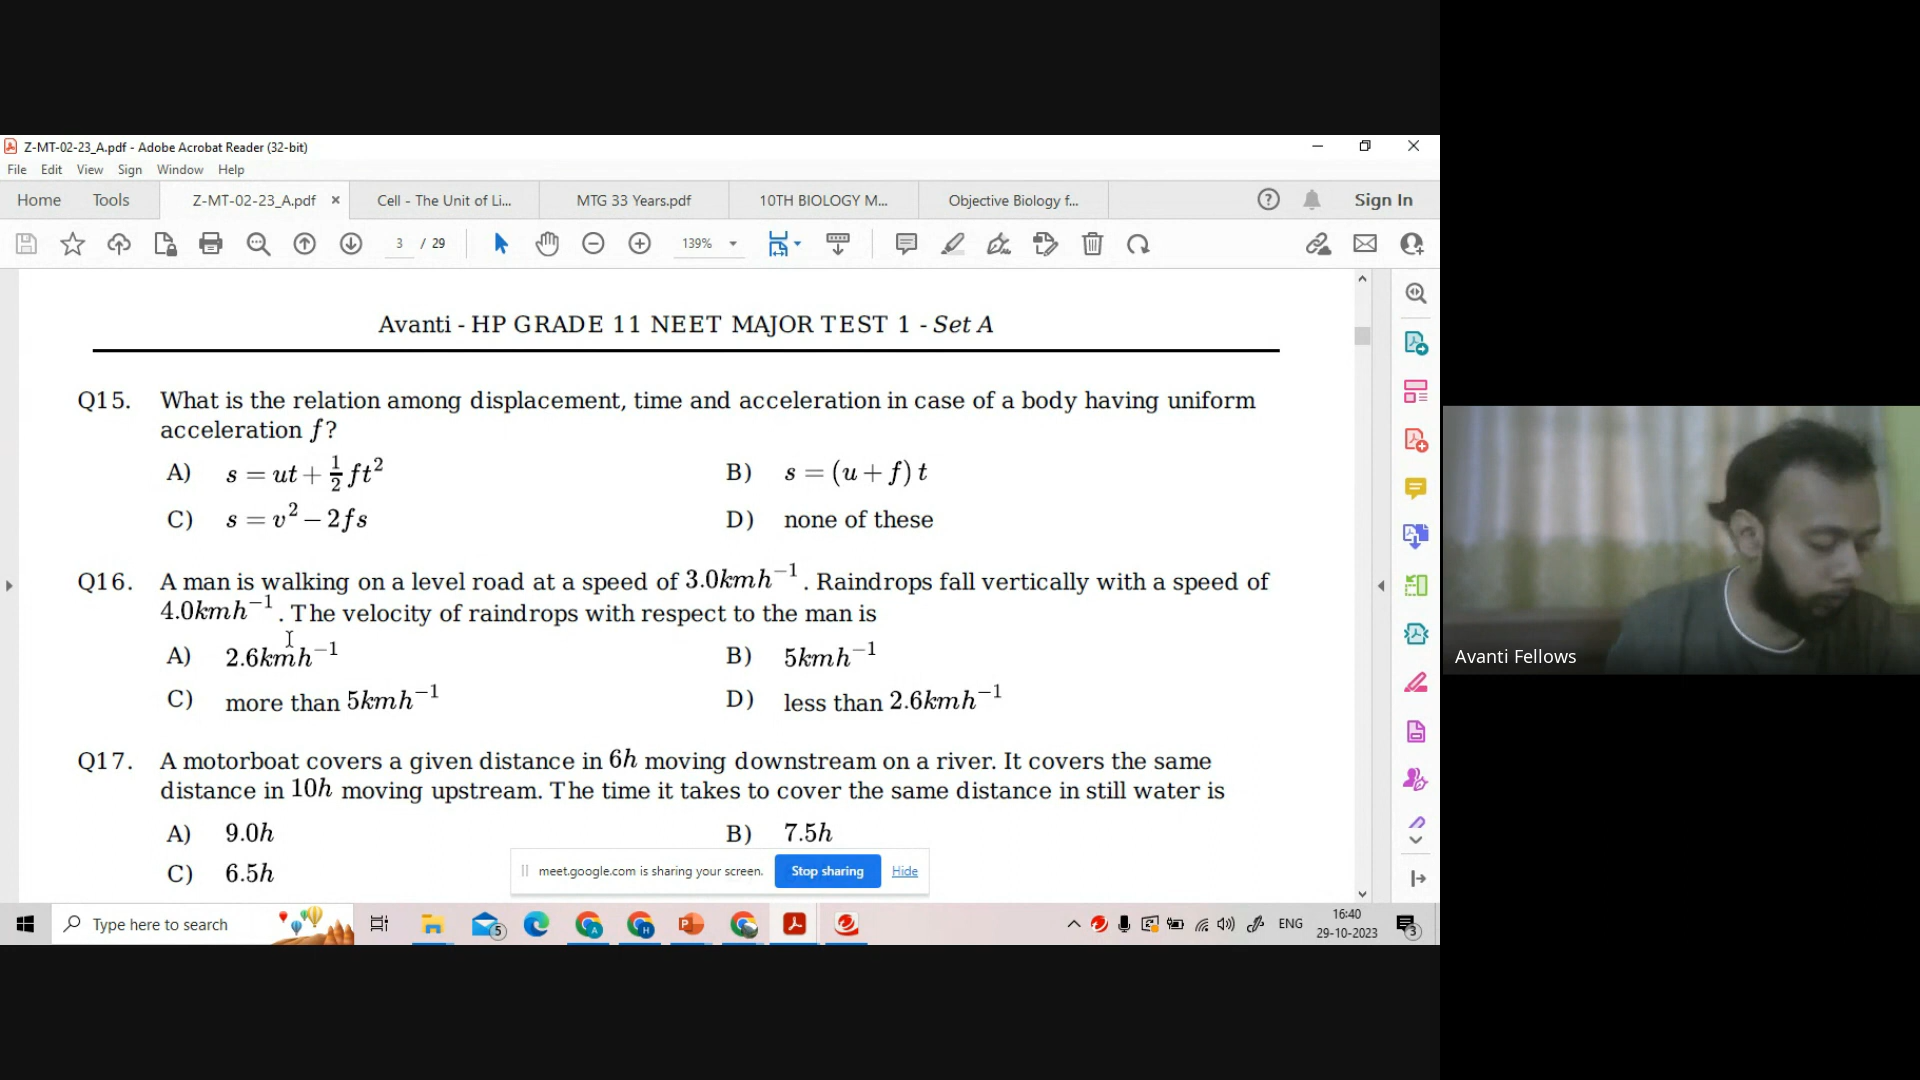 Z-MT-02-23_A.pdf - Adobe Acrobat Reader (32-bit)
File Edit View Sign Window Help
Home Tools Z-MT-02-23_A.pdf × Cell - The Unit of Li... MTG 33 Years.pdf 10TH BIOLOGY M... Objective Biology f... Sign In
3 / 29 139%
Avanti - HP GRADE 11 NEET MAJOR TEST 1 - Set A
Q15. What is the relation among displacement, time and acceleration in case of a body having uniform
acceleration f?
A) s = ut + 1/2 ft² B) s = (u + f) t
C) s = v² − 2fs D) none of these
Q16. A man is walking on a level road at a speed of 3.0kmh⁻¹. Raindrops fall vertically with a speed of
4.0kmh⁻¹. The velocity of raindrops with respect to the man is
A) 2.6kmh⁻¹ B) 5kmh⁻¹
C) more than 5kmh⁻¹ D) less than 2.6kmh⁻¹
Q17. A motorboat covers a given distance in 6h moving downstream on a river. It covers the same
distance in 10h moving upstream. The time it takes to cover the same distance in still water is
A) 9.0h B) 7.5h
C) 6.5h
meet.google.com is sharing your screen. Stop sharing Hide
Avanti Fellows
Type here to search
5
A
H
ENG
16:40
29-10-2023
3